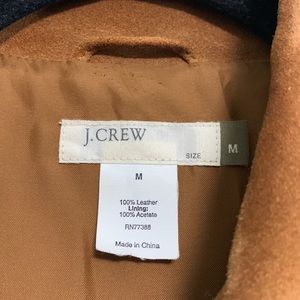 J.CREW
SIZE M
M
100% Leather
Lining:
100% Acetate
RN77388
Made in China